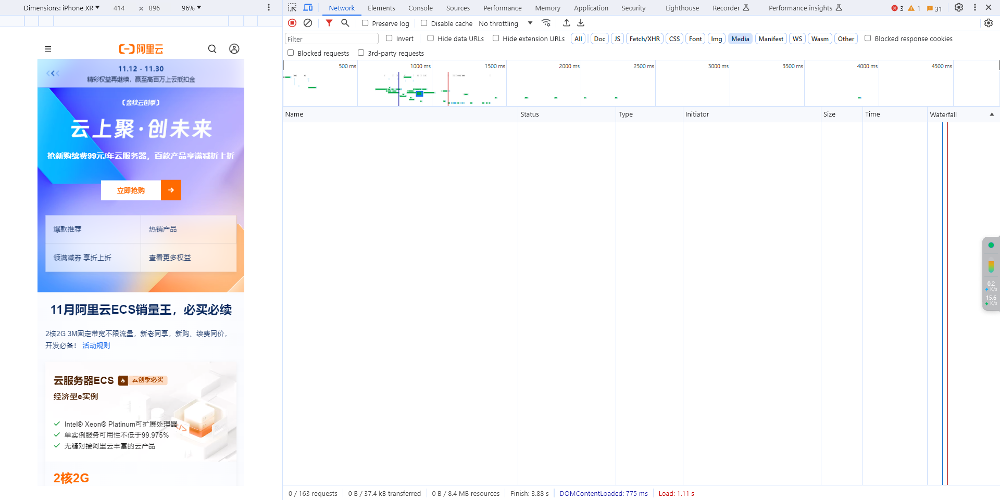 Dimensions: iPhone XR
414 × 896
96%
阿里云
11.12 - 11.30
精彩权益再继续，赢至高百万上云抵扣金
金秋云创季
云上聚·创未来
抢新购续费99元/年云服务器，百款产品享满减折上折
立即抢购
爆款推荐
热销产品
领满减券 享折上折
查看更多权益
11月阿里云ECS销量王，必买必续
2核2G 3M固定带宽不限流量，新老同享，新购、续费同价，
开发必备！ 活动规则
云服务器ECS
云创季必买
经济型e实例
Intel® Xeon® Platinum可扩展处理器
单实例服务可用性不低于99.975%
无缝对接阿里云丰富的云产品
2核2G
Network Elements Console Sources Performance Memory Application Security Lighthouse Recorder Performance insights 3 1 31
Preserve log Disable cache No throttling
Filter Invert Hide data URLs Hide extension URLs All Doc JS Fetch/XHR CSS Font Img Media Manifest WS Wasm Other Blocked response cookies
Blocked requests 3rd-party requests
500 ms 1000 ms 1500 ms 2000 ms 2500 ms 3000 ms 3500 ms 4000 ms 4500 ms
Name Status Type Initiator Size Time Waterfall
0.2
K/s
15.6
K/s
0 / 163 requests 0 B / 37.4 kB transferred 0 B / 8.4 MB resources Finish: 3.88 s DOMContentLoaded: 775 ms Load: 1.11 s